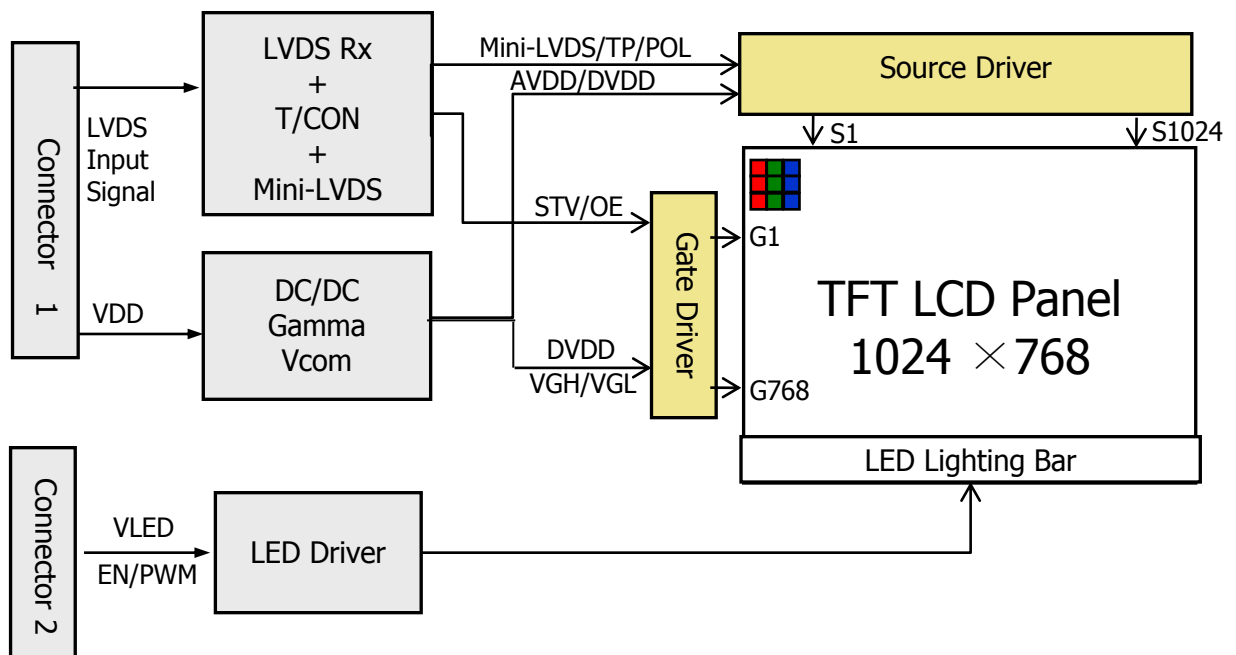 Connector 1
LVDS
Input
Signal
VDD
LVDS Rx
+
T/CON
+
Mini-LVDS
DC/DC
Gamma
Vcom
Mini-LVDS/TP/POL
AVDD/DVDD
STV/OE
DVDD
VGH/VGL
Source Driver
Gate Driver
S1
S1024
G1
G768
TFT LCD Panel
1024 ×768
LED Lighting Bar
Connector 2
VLED
EN/PWM
LED Driver